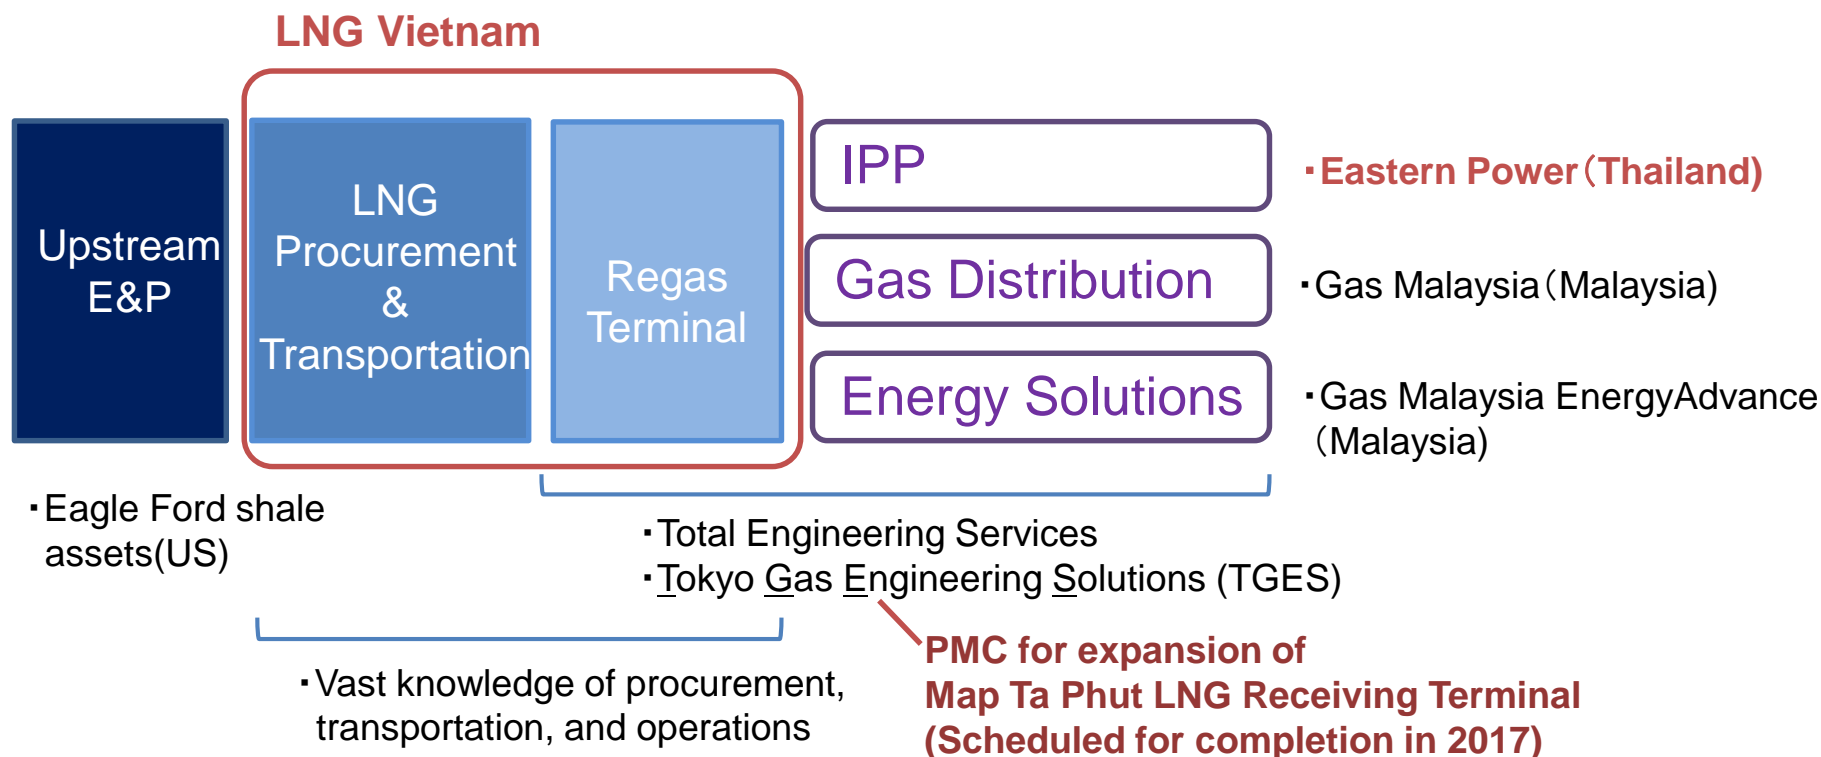 LNG Vietnam
Upstream
E&P
LNG
Procurement
&
Transportation
Regas
Terminal
IPP
Gas Distribution
Energy Solutions
・Eastern Power（Thailand)
・Gas Malaysia（Malaysia)
・Gas Malaysia EnergyAdvance
（Malaysia)
・Eagle Ford shale
assets(US)
・Total Engineering Services
・Tokyo Gas Engineering Solutions (TGES)
PMC for expansion of
Map Ta Phut LNG Receiving Terminal
(Scheduled for completion in 2017)
・Vast knowledge of procurement,
transportation, and operations